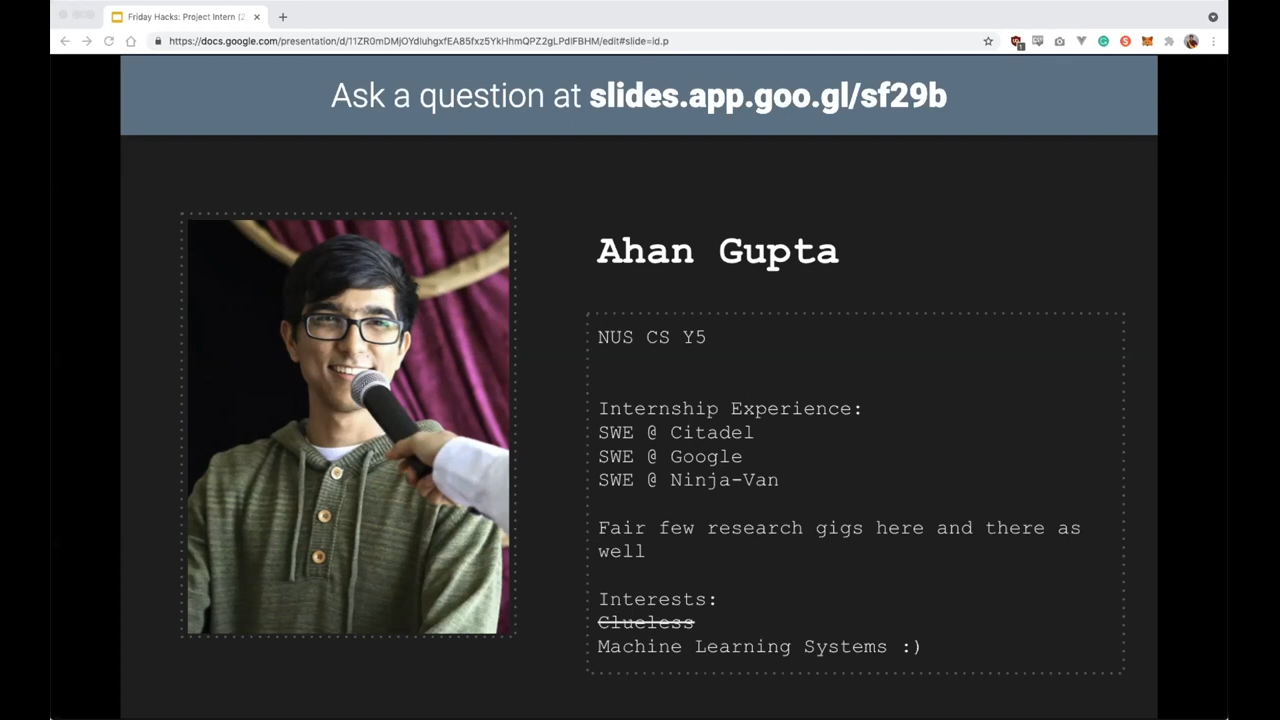 Friday Hacks: Project Intern (2
https://docs.google.com/presentation/d/11ZR0mDMjOYdIuhgxfEA85fxz5YkHhmQPZ2gLPdiFBHM/edit#slide=id.p
Ask a question at slides.app.goo.gl/sf29b
Ahan Gupta
NUS CS Y5
Internship Experience:
SWE @ Citadel
SWE @ Google
SWE @ Ninja-Van
Fair few research gigs here and there as
well
Interests:
Clueless
Machine Learning Systems :)